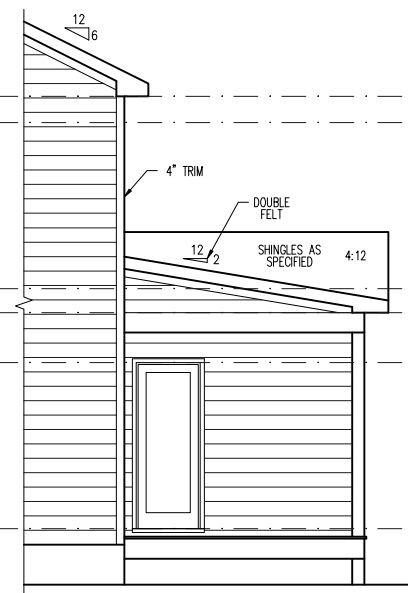 12
6
4" TRIM
DOUBLE
FELT
12
2
SHINGLES AS
SPECIFIED
4:12